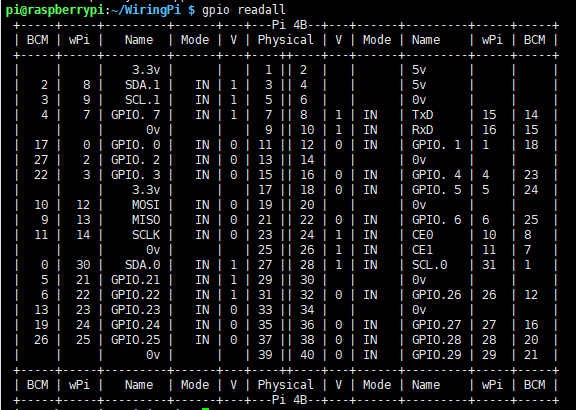 pi@raspberrypi:~/WiringPi $ gpio readall
+-----+-----+---------+------+---+---Pi 4B--+---+------+---------+-----+-----+
| BCM | wPi |   Name  | Mode | V | Physical | V | Mode | Name    | wPi | BCM |
+-----+-----+---------+------+---+----++----+---+------+---------+-----+-----+
|     |     |    3.3v |      |   |  1 || 2  |   |      | 5v      |     |     |
|   2 |   8 |   SDA.1 |   IN | 1 |  3 || 4  |   |      | 5v      |     |     |
|   3 |   9 |   SCL.1 |   IN | 1 |  5 || 6  |   |      | 0v      |     |     |
|   4 |   7 | GPIO. 7 |   IN | 1 |  7 || 8  | 1 | IN   | TxD     | 15  | 14  |
|     |     |      0v |      |   |  9 || 10 | 1 | IN   | RxD     | 16  | 15  |
|  17 |   0 | GPIO. 0 |   IN | 0 | 11 || 12 | 0 | IN   | GPIO. 1 | 1   | 18  |
|  27 |   2 | GPIO. 2 |   IN | 0 | 13 || 14 |   |      | 0v      |     |     |
|  22 |   3 | GPIO. 3 |   IN | 0 | 15 || 16 | 0 | IN   | GPIO. 4 | 4   | 23  |
|     |     |    3.3v |      |   | 17 || 18 | 0 | IN   | GPIO. 5 | 5   | 24  |
|  10 |  12 |    MOSI |   IN | 0 | 19 || 20 |   |      | 0v      |     |     |
|   9 |  13 |    MISO |   IN | 0 | 21 || 22 | 0 | IN   | GPIO. 6 | 6   | 25  |
|  11 |  14 |    SCLK |   IN | 0 | 23 || 24 | 1 | IN   | CE0     | 10  | 8   |
|     |     |      0v |      |   | 25 || 26 | 1 | IN   | CE1     | 11  | 7   |
|   0 |  30 |   SDA.0 |   IN | 1 | 27 || 28 | 1 | IN   | SCL.0   | 31  | 1   |
|   5 |  21 | GPIO.21 |   IN | 1 | 29 || 30 |   |      | 0v      |     |     |
|   6 |  22 | GPIO.22 |   IN | 1 | 31 || 32 | 0 | IN   | GPIO.26 | 26  | 12  |
|  13 |  23 | GPIO.23 |   IN | 0 | 33 || 34 |   |      | 0v      |     |     |
|  19 |  24 | GPIO.24 |   IN | 0 | 35 || 36 | 0 | IN   | GPIO.27 | 27  | 16  |
|  26 |  25 | GPIO.25 |   IN | 0 | 37 || 38 | 0 | IN   | GPIO.28 | 28  | 20  |
|     |     |      0v |      |   | 39 || 40 | 0 | IN   | GPIO.29 | 29  | 21  |
+-----+-----+---------+------+---+----++----+---+------+---------+-----+-----+
| BCM | wPi |   Name  | Mode | V | Physical | V | Mode | Name    | wPi | BCM |
+-----+-----+---------+------+---+---Pi 4B--+---+------+---------+-----+-----+